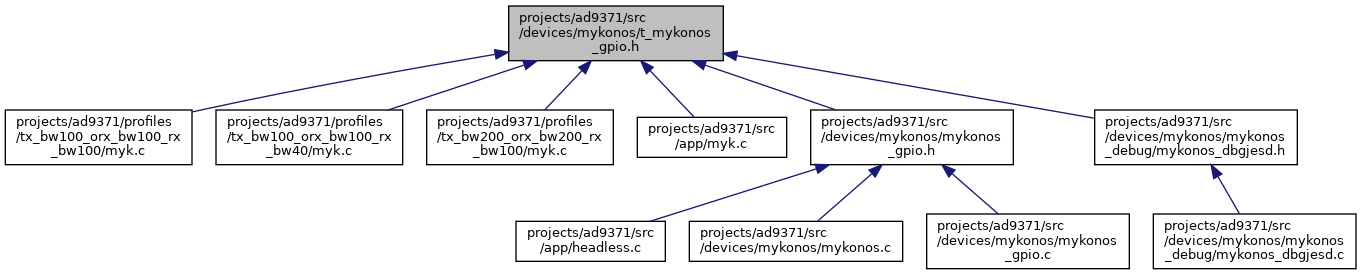 projects/ad9371/src
/devices/mykonos/t_mykonos
_gpio.h
projects/ad9371/profiles
/tx_bw100_orx_bw100_rx
_bw100/myk.c
projects/ad9371/profiles
/tx_bw100_orx_bw100_rx
_bw40/myk.c
projects/ad9371/profiles
/tx_bw200_orx_bw200_rx
_bw100/myk.c
projects/ad9371/src
/app/myk.c
projects/ad9371/src
/devices/mykonos/mykonos
_gpio.h
projects/ad9371/src
/devices/mykonos/mykonos
_debug/mykonos_dbgjesd.h
projects/ad9371/src
/app/headless.c
projects/ad9371/src
/devices/mykonos/mykonos.c
projects/ad9371/src
/devices/mykonos/mykonos
_gpio.c
projects/ad9371/src
/devices/mykonos/mykonos
_debug/mykonos_dbgjesd.c